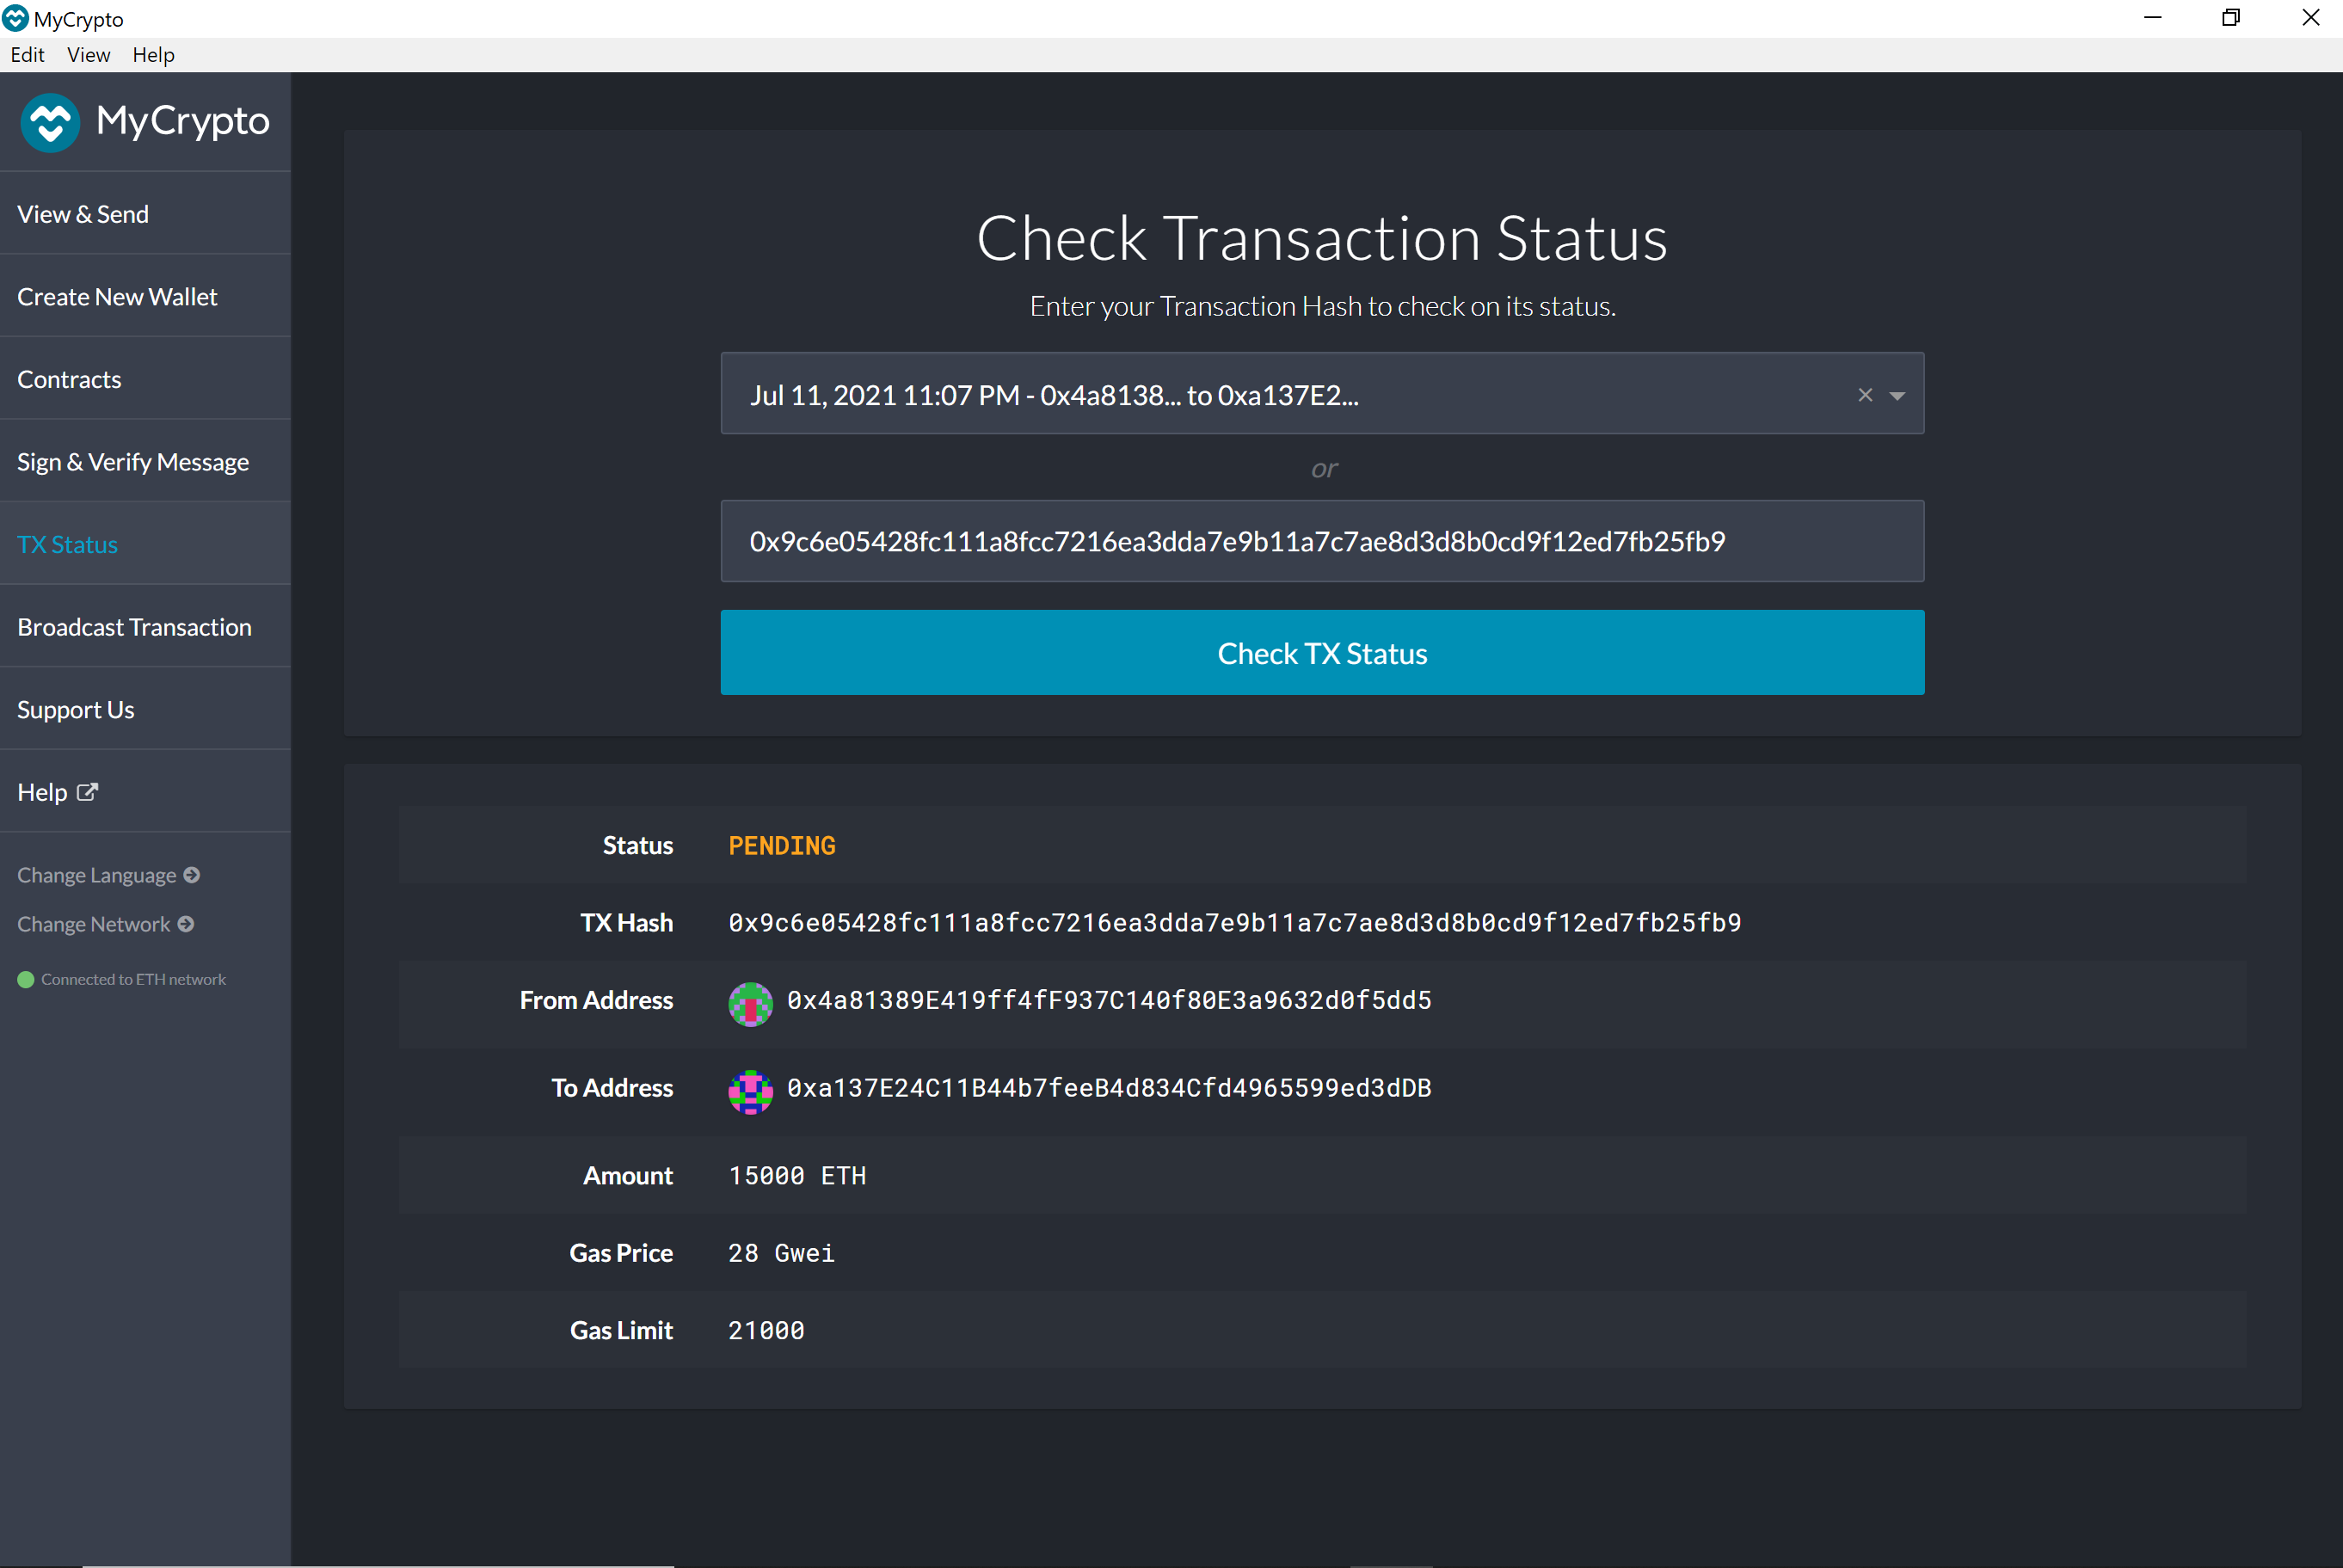 MyCrypto
Edit View Help
MyCrypto
View & Send
Create New Wallet
Contracts
Sign & Verify Message
TX Status
Broadcast Transaction
Support Us
Help
Change Language
Change Network
Connected to ETH network
Check Transaction Status
Enter your Transaction Hash to check on its status.
Jul 11, 2021 11:07 PM - 0x4a8138... to 0xa137E2...
or
0x9c6e05428fc111a8fcc7216ea3dda7e9b11a7c7ae8d3d8b0cd9f12ed7fb25fb9
Check TX Status
Status PENDING
TX Hash 0x9c6e05428fc111a8fcc7216ea3dda7e9b11a7c7ae8d3d8b0cd9f12ed7fb25fb9
From Address 0x4a81389E419ff4fF937C140f80E3a9632d0f5dd5
To Address 0xa137E24C11B44b7feeB4d834Cfd4965599ed3dDB
Amount 15000 ETH
Gas Price 28 Gwei
Gas Limit 21000